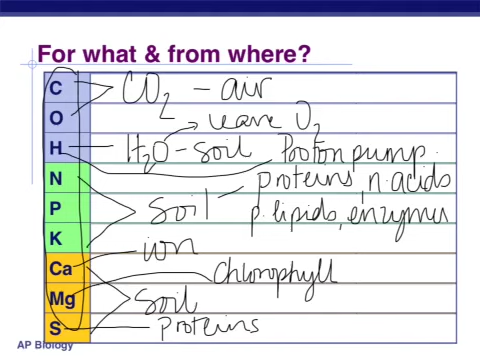 For what & from where?
C CO2 - air
O leave O2
H H2O - soil Proton pump.
N proteins, n.acids
P soil p.lipids, enzymes
K
Ca ion
Mg chlorophyll
soil
S proteins
AP Biology